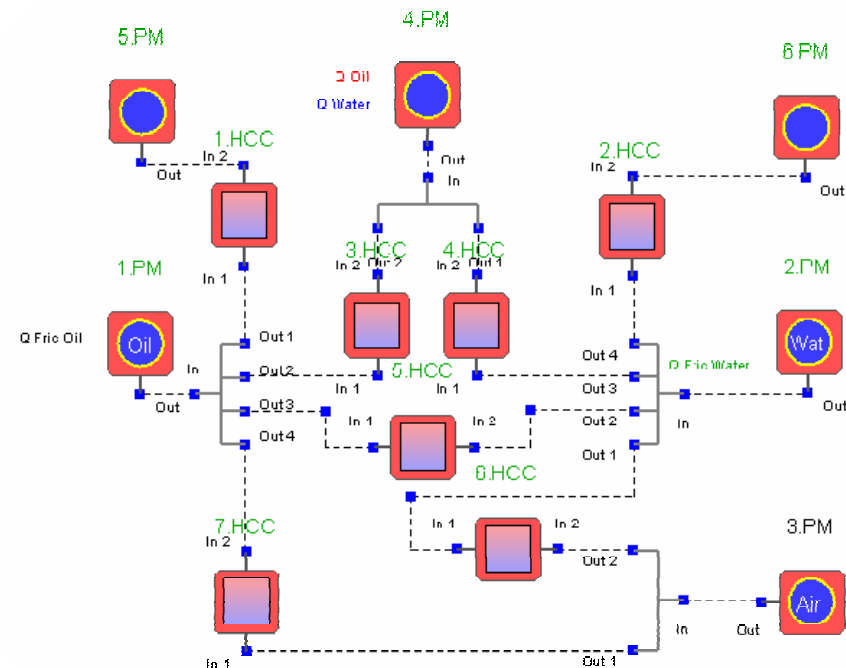 4.PM
5.PM
6 PM
Q Oil
Q Water
1.HCC
In 2
Out
Out
In
2.HCC
In 2
Out
3.HCC
4.HCC
In 2
Out 2
In 2
Out 1
In 1
1.PM
In 1
2.PM
Q Fric Oil
Oil
Out 1
Out 4
Wat
In
Out2
5.HCC
Q Fric Water
Out
In 1
In 1
Out 3
Out
Out3
In 1
In 2
Out 2
In
Out4
Out 1
6.HCC
7.HCC
In 2
In 1
In 2
3.PM
Out 2
Air
In
Out
In 1
Out 1